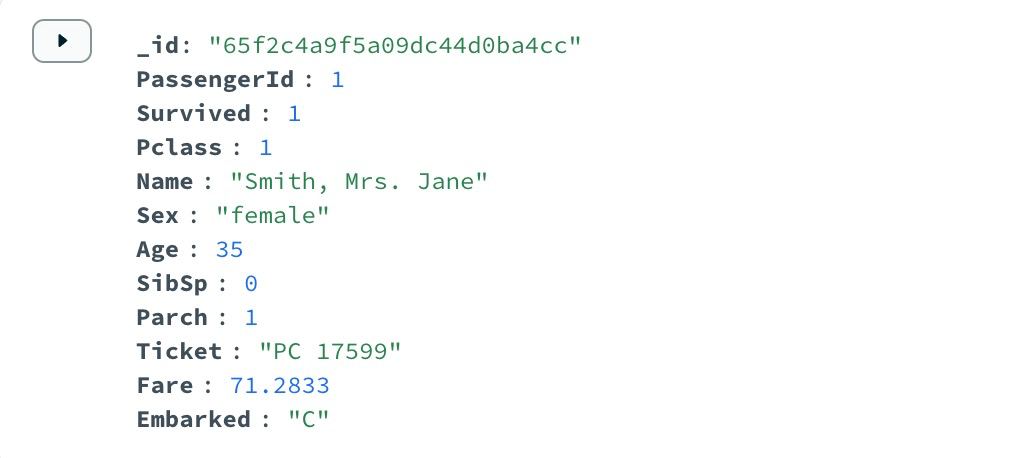 _id: "65f2c4a9f5a09dc44d0ba4cc"
PassengerId : 1
Survived : 1
Pclass : 1
Name : "Smith, Mrs. Jane"
Sex : "female"
Age : 35
SibSp : 0
Parch : 1
Ticket : "PC 17599"
Fare : 71.2833
Embarked : "C"